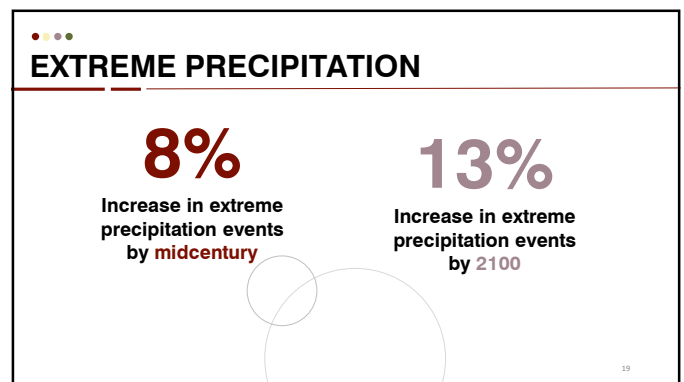 EXTREME PRECIPITATION
8%
Increase in extreme
precipitation events
by midcentury
13%
Increase in extreme
precipitation events
by 2100
19